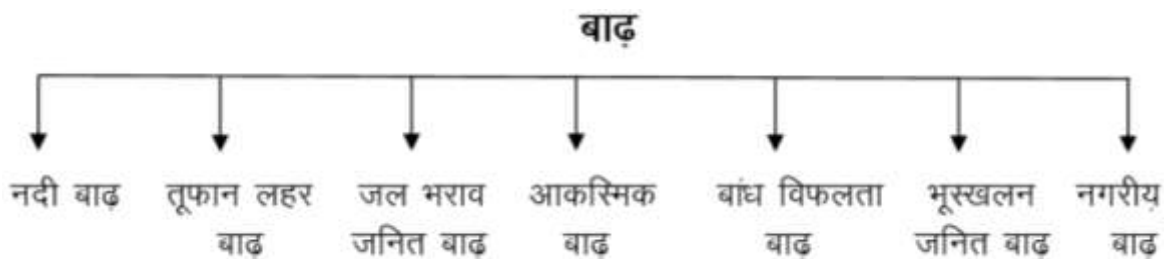 बाढ़
नदी बाढ़ तूफान लहर जल भराव आकस्मिक बांध विफलता भूस्खलन नगरीय
बाढ़ जनित बाढ़ बाढ़ बाढ़ जनित बाढ़ बाढ़